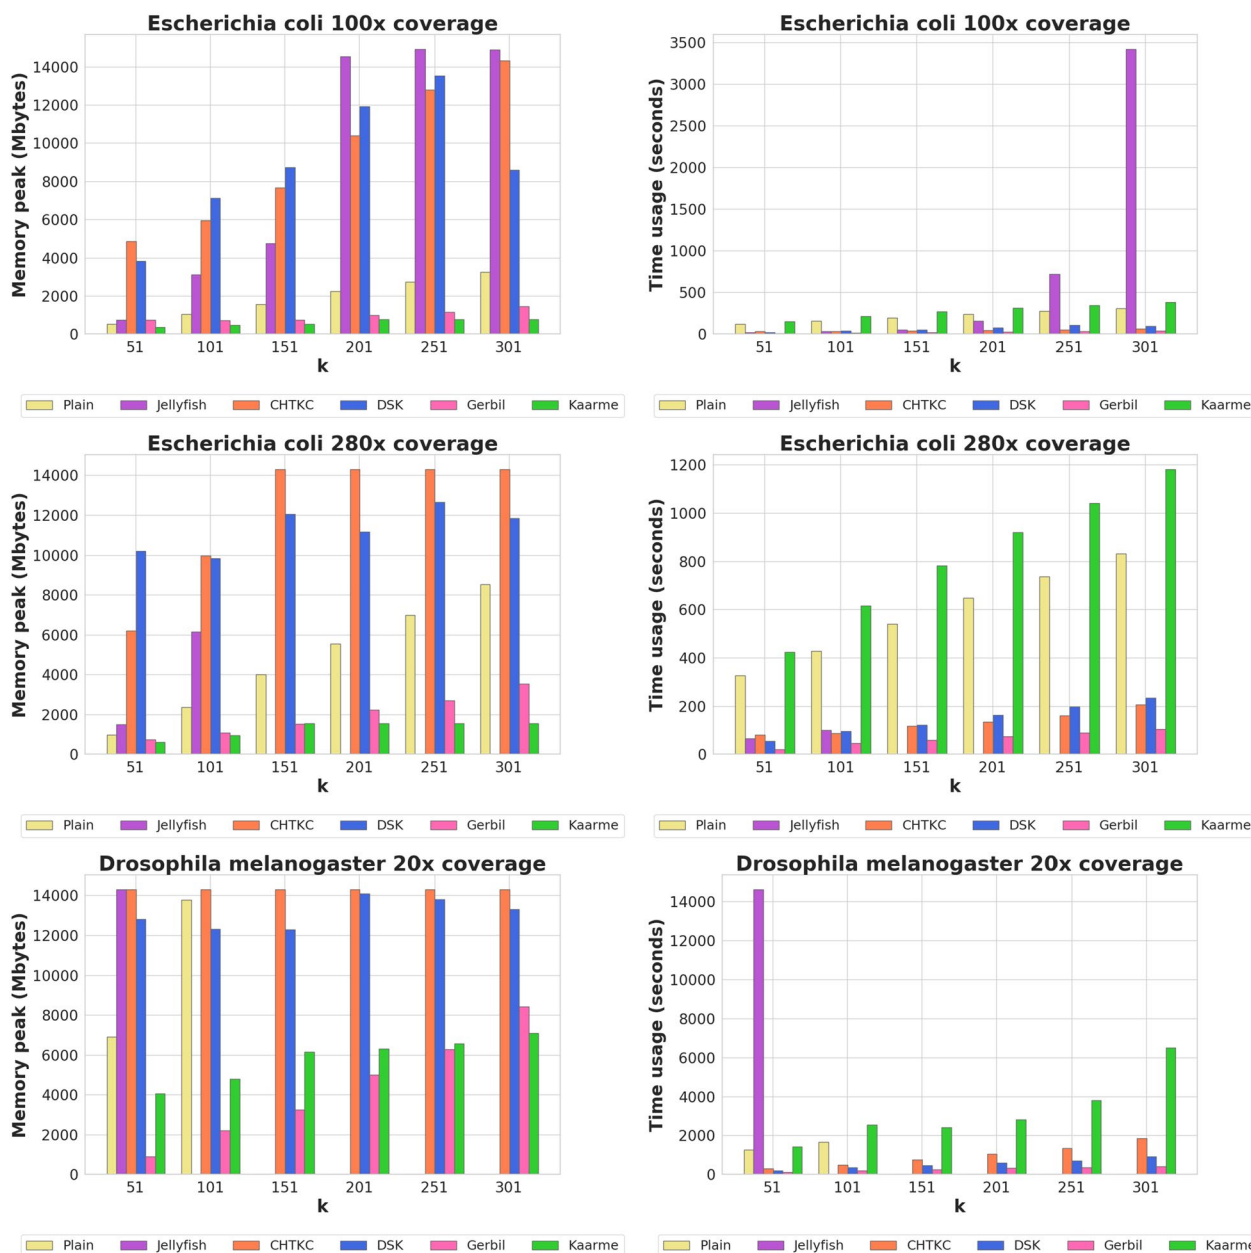 Escherichia coli 100x coverage
Memory peak (Mbytes)
14000
12000
10000
8000
6000
4000
2000
0
51 101 151 201 251 301
k
Plain Jellyfish CHTKC DSK Gerbil Kaarme
Escherichia coli 100x coverage
Time usage (seconds)
3500
3000
2500
2000
1500
1000
500
0
51 101 151 201 251 301
k
Plain Jellyfish CHTKC DSK Gerbil Kaarme
Escherichia coli 280x coverage
Memory peak (Mbytes)
14000
12000
10000
8000
6000
4000
2000
0
51 101 151 201 251 301
k
Plain Jellyfish CHTKC DSK Gerbil Kaarme
Escherichia coli 280x coverage
Time usage (seconds)
1200
1000
800
600
400
200
0
51 101 151 201 251 301
k
Plain Jellyfish CHTKC DSK Gerbil Kaarme
Drosophila melanogaster 20x coverage
Memory peak (Mbytes)
14000
12000
10000
8000
6000
4000
2000
0
51 101 151 201 251 301
k
Plain Jellyfish CHTKC DSK Gerbil Kaarme
Drosophila melanogaster 20x coverage
Time usage (seconds)
14000
12000
10000
8000
6000
4000
2000
0
51 101 151 201 251 301
k
Plain Jellyfish CHTKC DSK Gerbil Kaarme